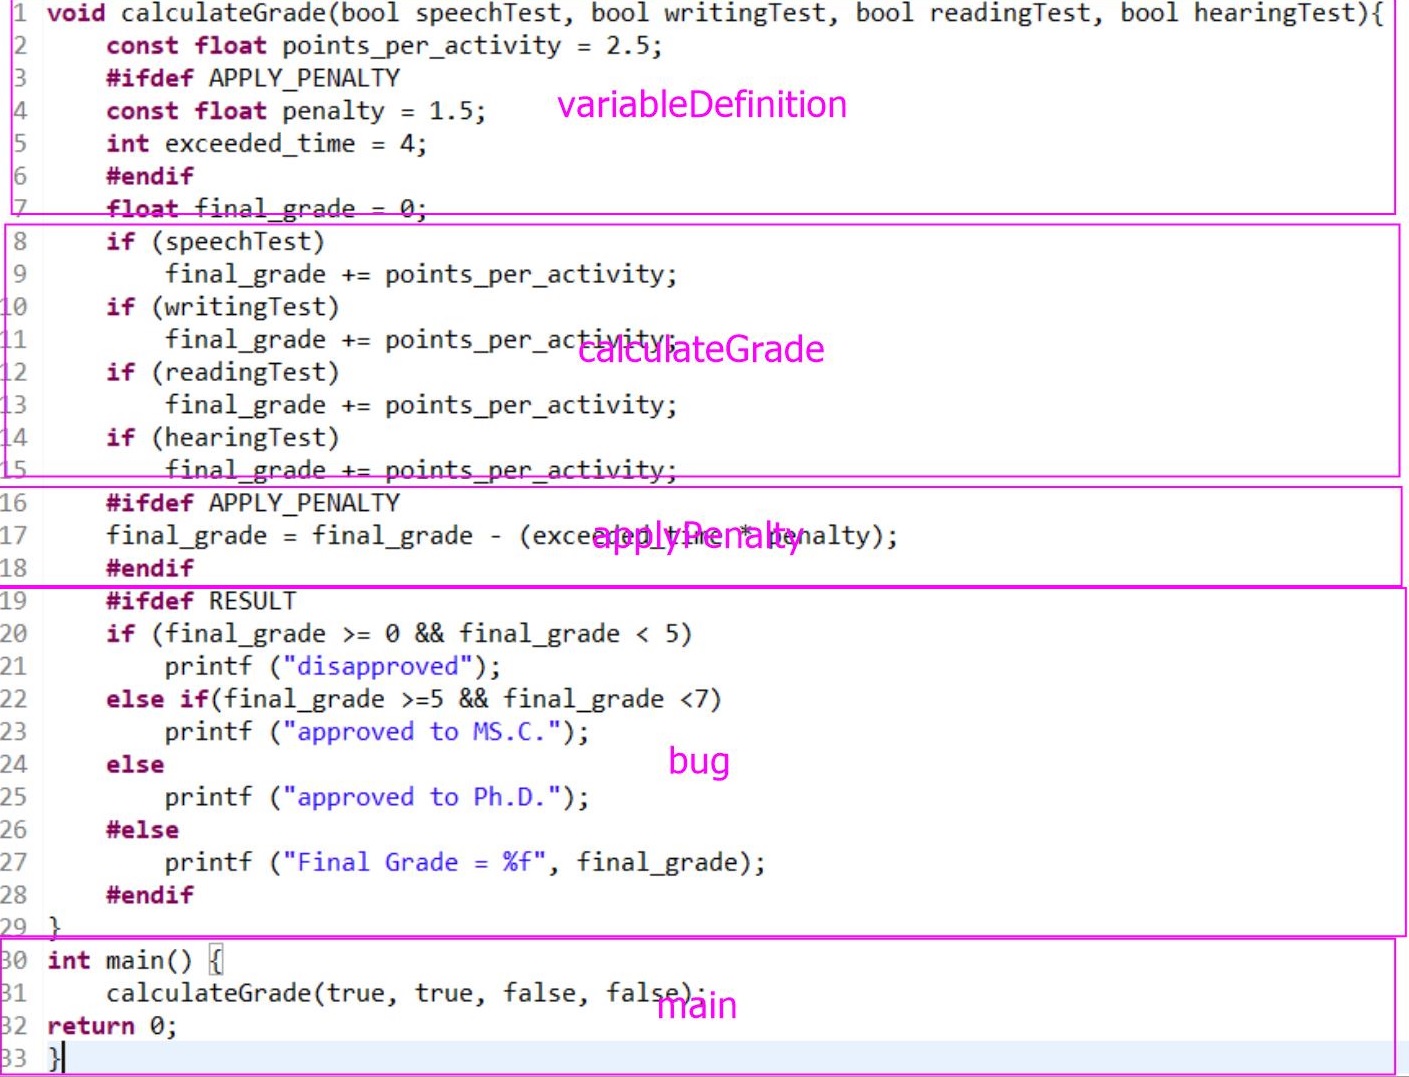 1 void calculateGrade(bool speechTest, bool writingTest, bool readingTest, bool hearingTest){
2 const float points_per_activity = 2.5;
3 #ifdef APPLY_PENALTY
4 const float penalty = 1.5;
variableDefinition
5 int exceeded_time = 4;
6 #endif
7 float final_grade = 0;
8 if (speechTest)
9 final_grade += points_per_activity;
10 if (writingTest)
11 final_grade += points_per_activity;
calculateGrade
12 if (readingTest)
13 final_grade += points_per_activity;
14 if (hearingTest)
15 final_grade += points_per_activity;
16 #ifdef APPLY_PENALTY
17 final_grade = final_grade - (exceeded_time * penalty);
applyPenalty
18 #endif
19 #ifdef RESULT
20 if (final_grade >= 0 && final_grade < 5)
21 printf ("disapproved");
22 else if(final_grade >=5 && final_grade <7)
23 printf ("approved to MS.C.");
24 else
bug
25 printf ("approved to Ph.D.");
26 #else
27 printf ("Final Grade = %f", final_grade);
28 #endif
29 }
30 int main() {
31 calculateGrade(true, true, false, false);
main
32 return 0;
33 }